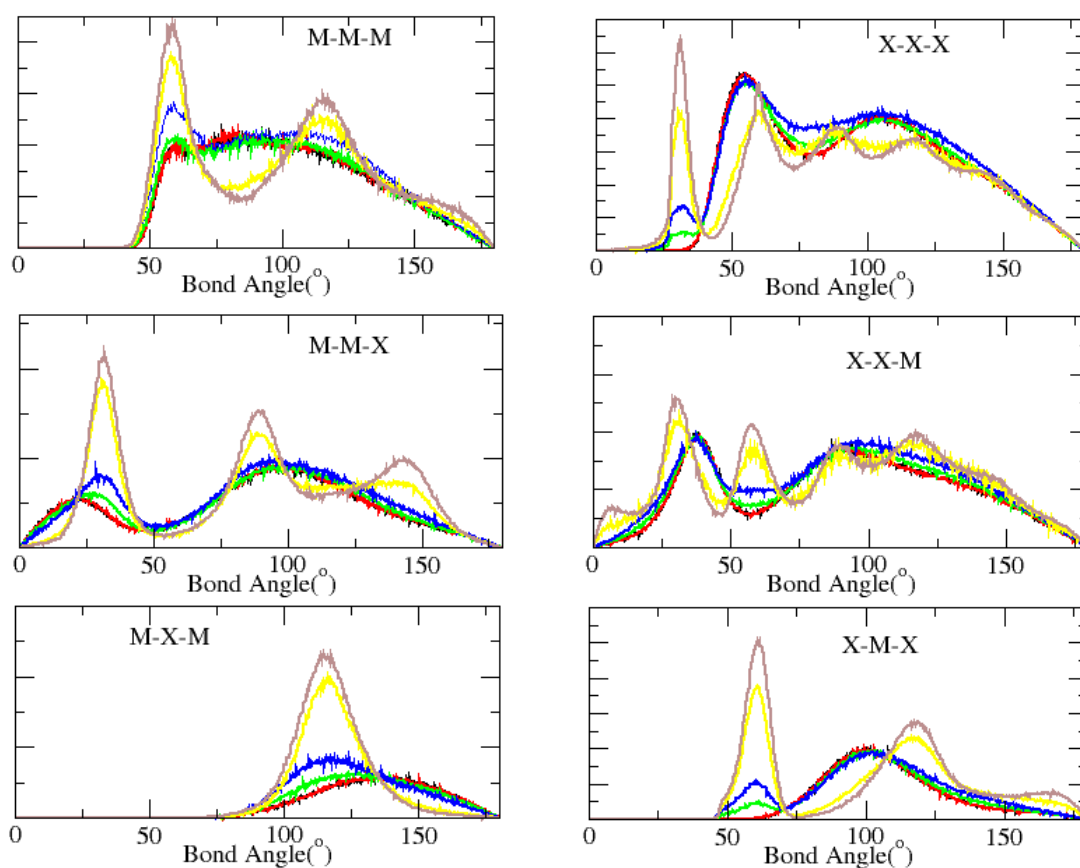 M-M-M
0 50 100 150
Bond Angle(°)
X-X-X
0 50 100 150
Bond Angle(°)
M-M-X
0 50 100 150
Bond Angle(°)
X-X-M
0 50 100 150
Bond Angle(°)
M-X-M
0 50 100 150
Bond Angle(°)
X-M-X
0 50 100 150
Bond Angle(°)